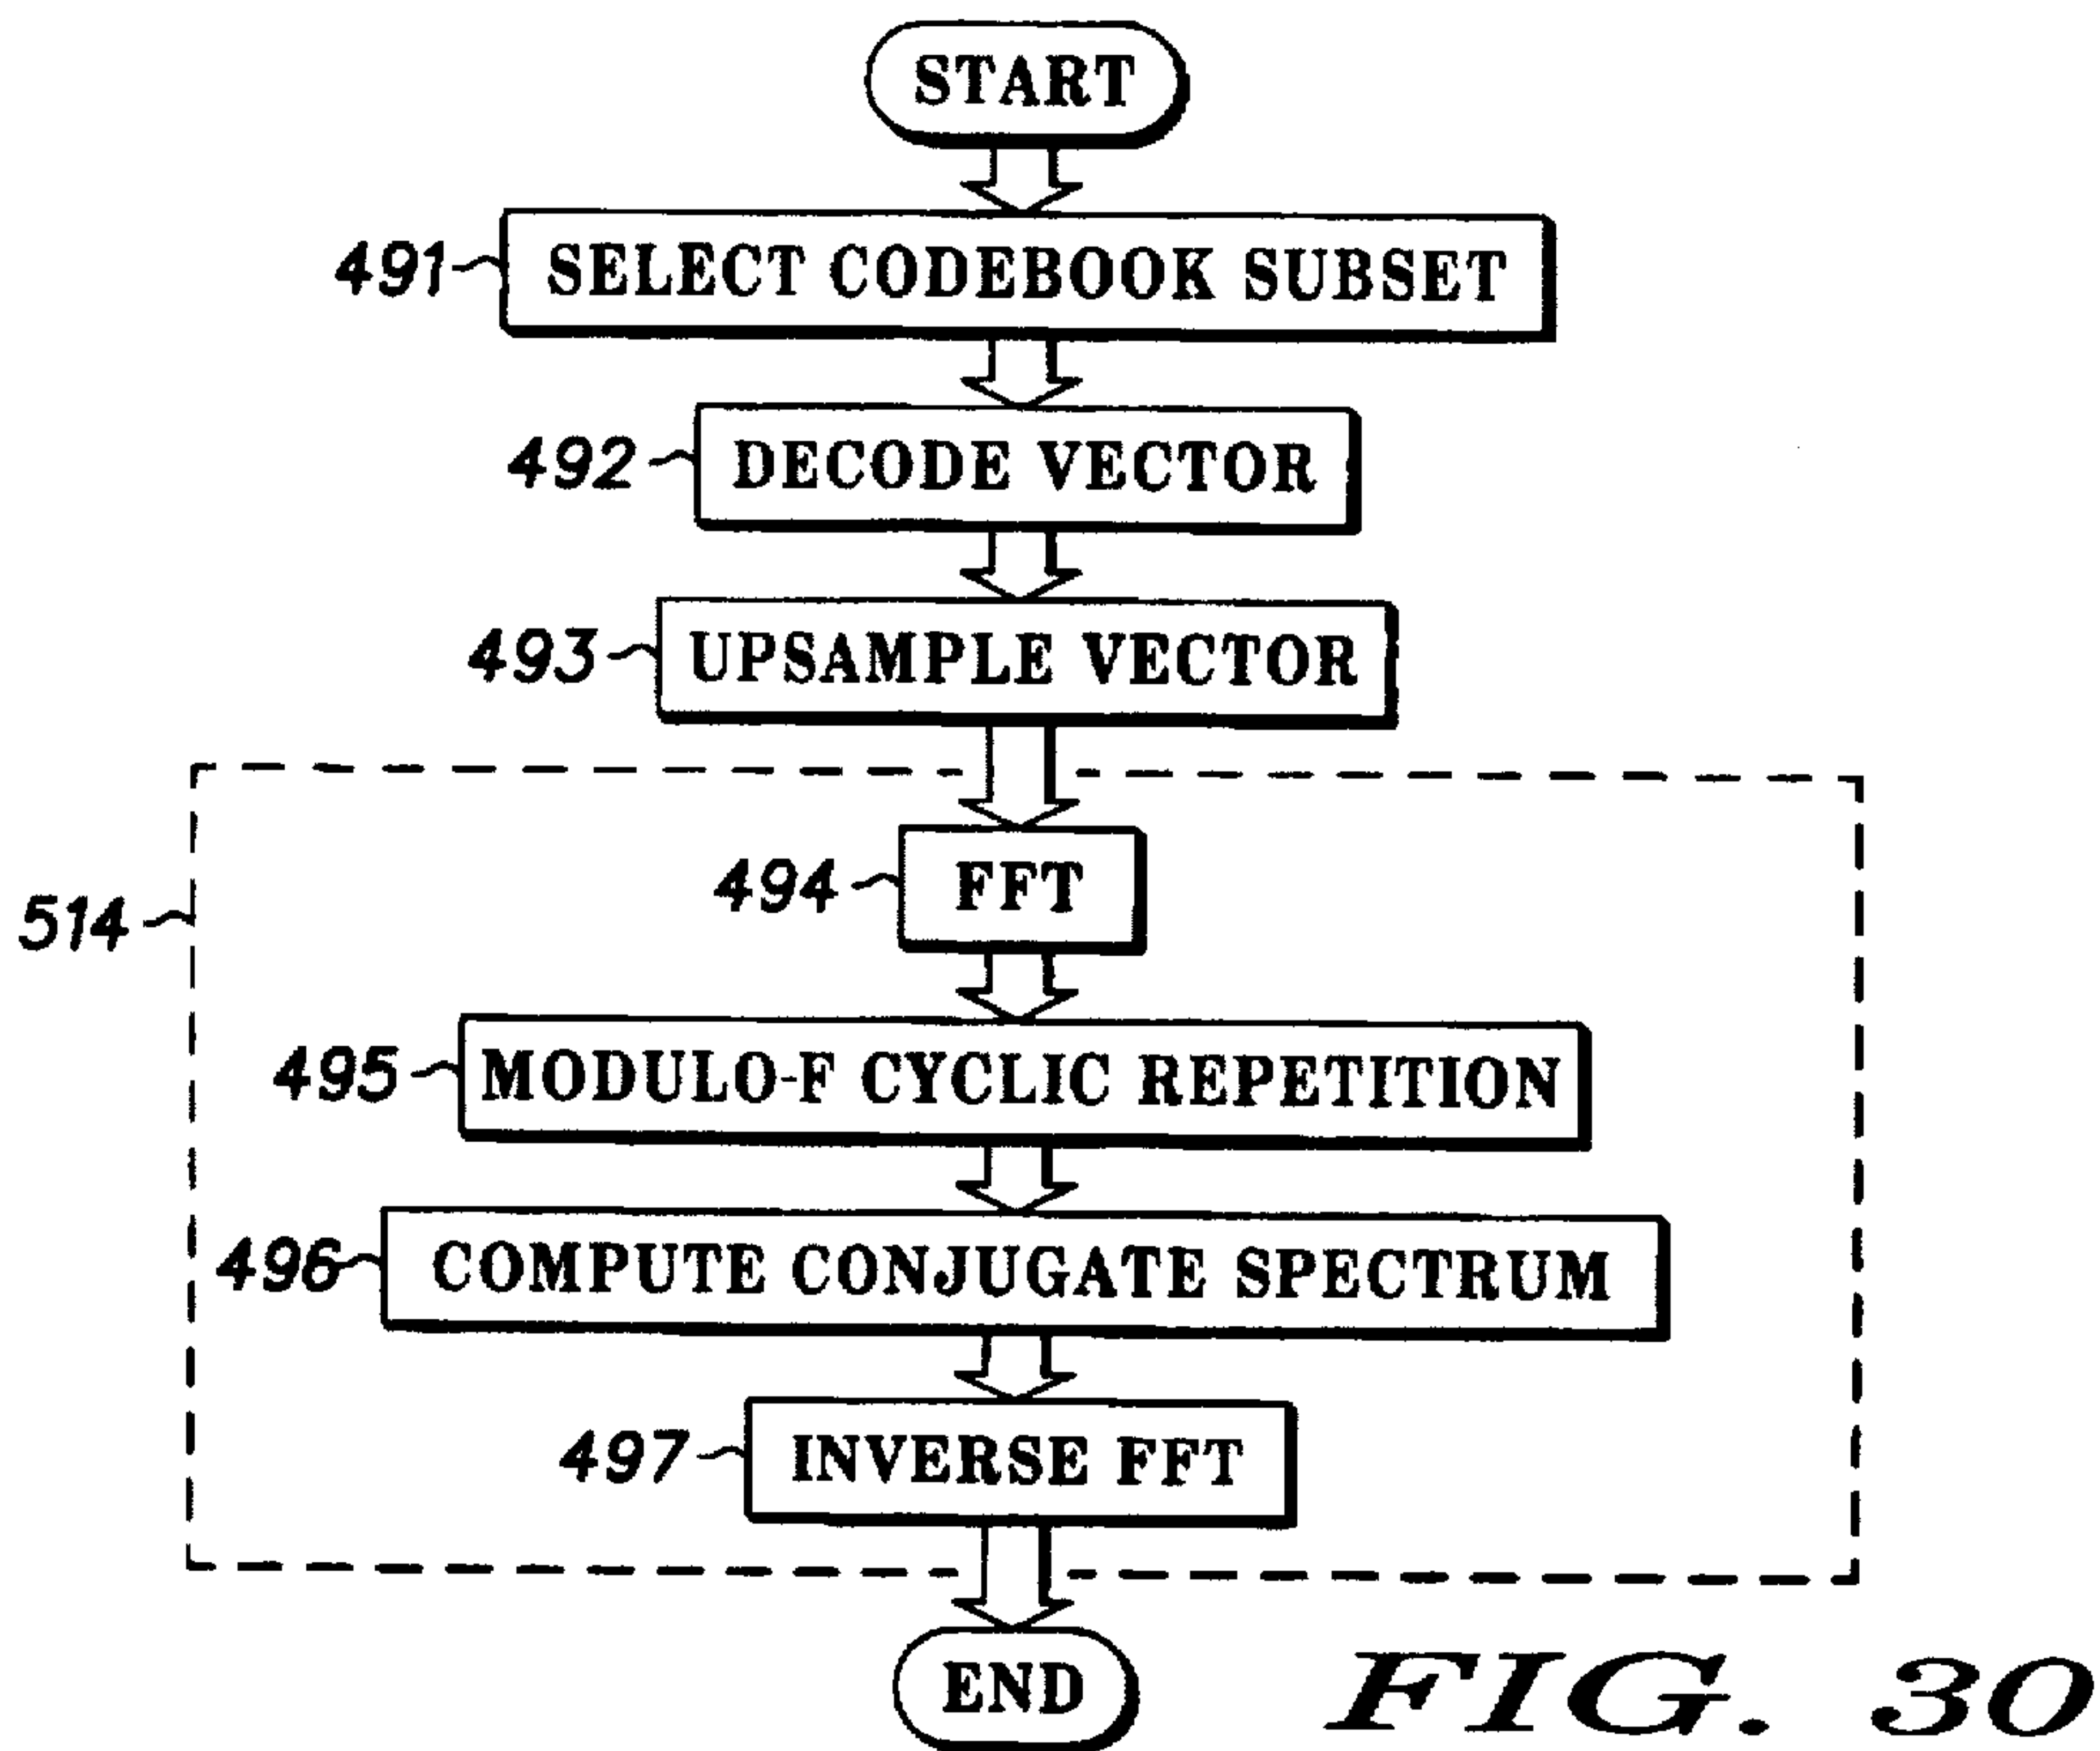 START
491 SELECT CODEBOOK SUBSET
492 DECODE VECTOR
493 UPSAMPLE VECTOR
494 FFT
514
495 MODULO-F CYCLIC REPETITION
496 COMPUTE CONJUGATE SPECTRUM
497 INVERSE FFT
END
FIG. 30